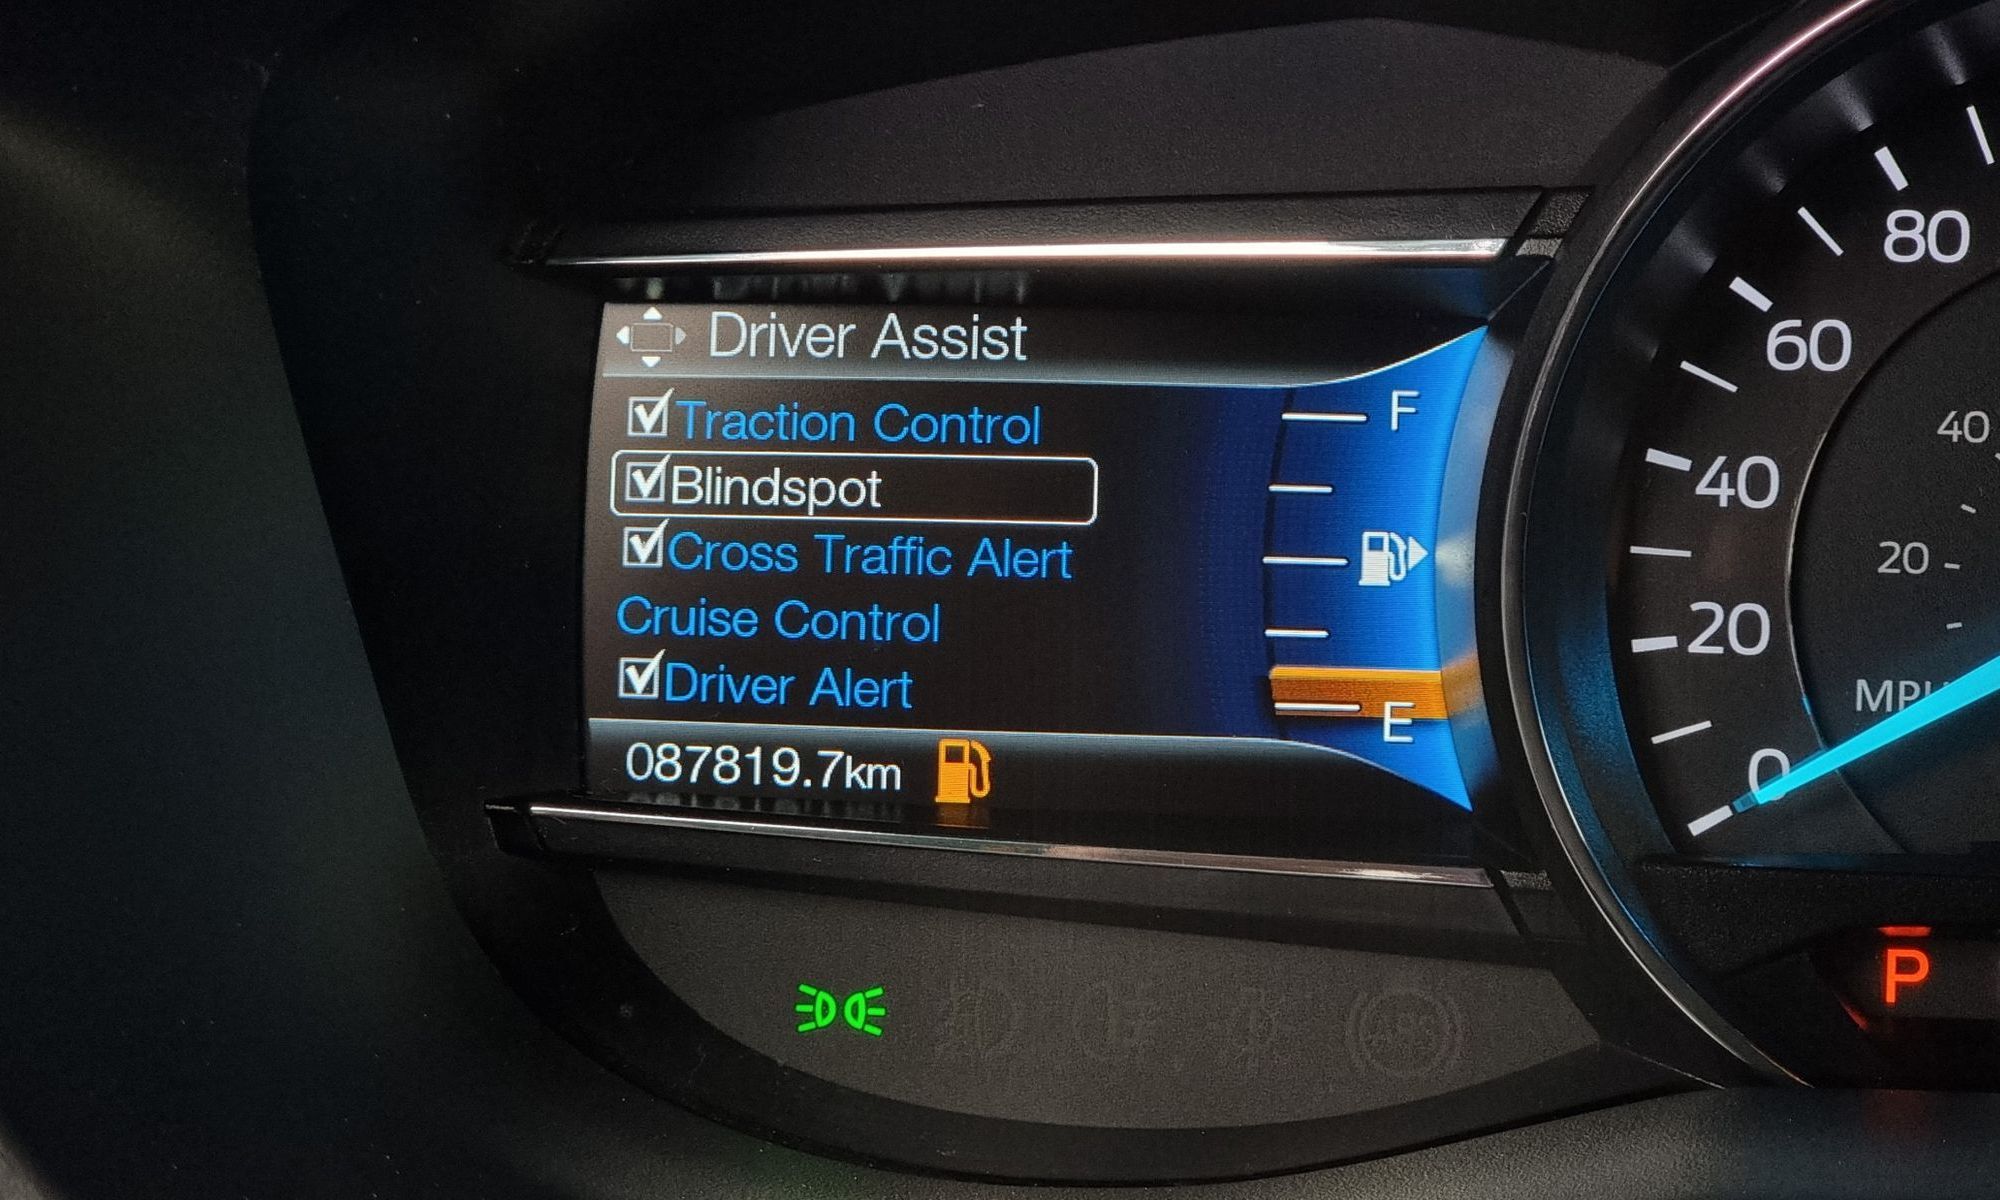 Driver Assist
Traction Control
Blindspot
Cross Traffic Alert
Cruise Control
Driver Alert
087819.7km
F
E
80
60
40
20
0
40
20
P